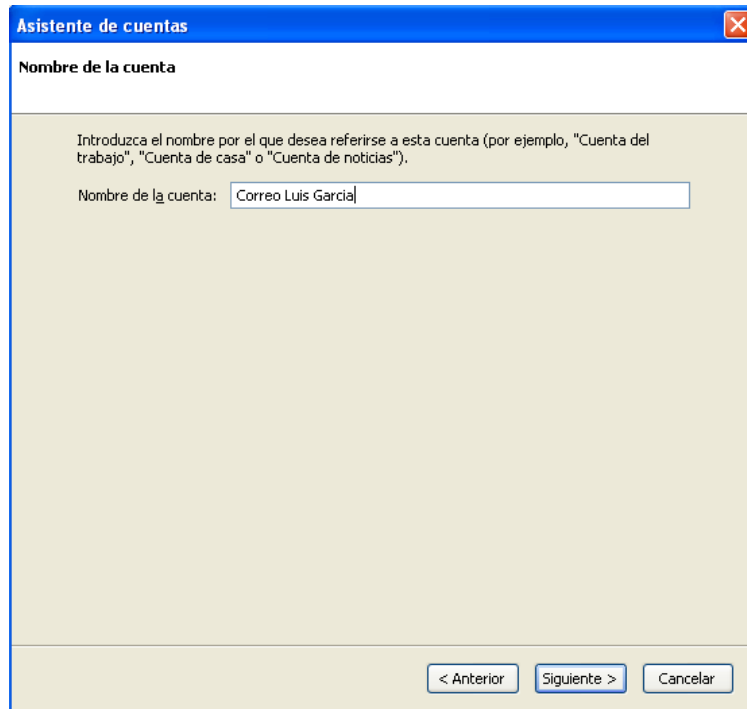 Asistente de cuentas
Nombre de la cuenta
Introduzca el nombre por el que desea referirse a esta cuenta (por ejemplo, "Cuenta del
trabajo", "Cuenta de casa" o "Cuenta de noticias").
Nombre de la cuenta: Correo Luis Garcia
< Anterior Siguiente > Cancelar